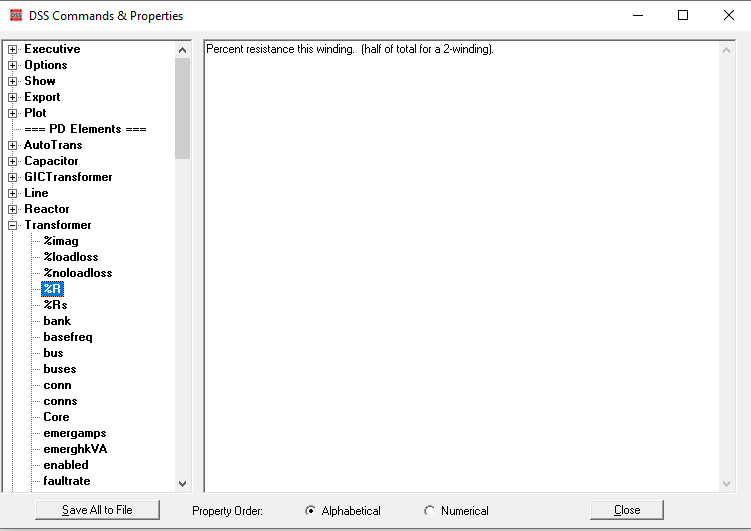 DSS Commands & Properties
Executive
Options
Show
Export
Plot
=== PD Elements ===
AutoTrans
Capacitor
GICTransformer
Line
Reactor
Transformer
%imag
%loadloss
%noloadloss
%R
%Rs
bank
basefreq
bus
buses
conn
conns
Core
emergamps
emerghkVA
enabled
faultrate
Percent resistance this winding.  (half of total for a 2-winding).
Save All to File
Property Order:
Alphabetical
Numerical
Close